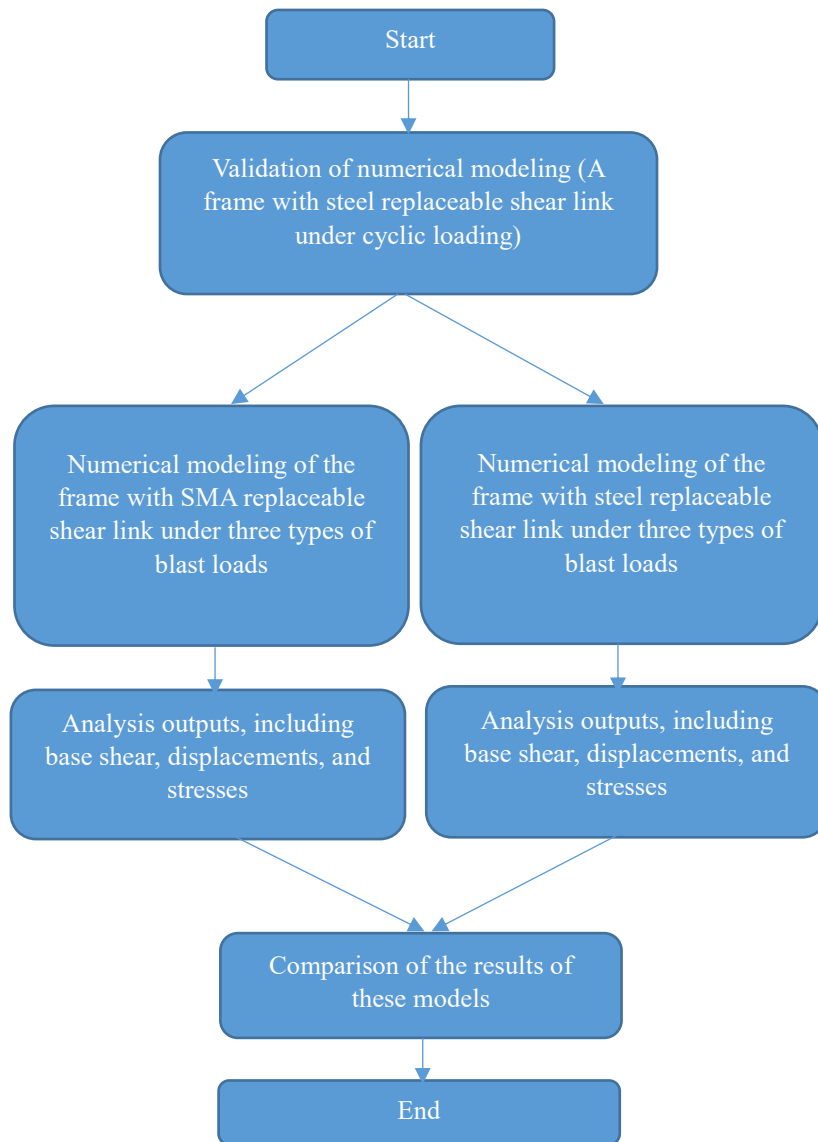 Start
Validation of numerical modeling (A
frame with steel replaceable shear link
under cyclic loading)
Numerical modeling of the
frame with SMA replaceable
shear link under three types of
blast loads
Numerical modeling of the
frame with steel replaceable
shear link under three types of
blast loads
Analysis outputs, including
base shear, displacements, and
stresses
Analysis outputs, including
base shear, displacements, and
stresses
Comparison of the results of
these models
End